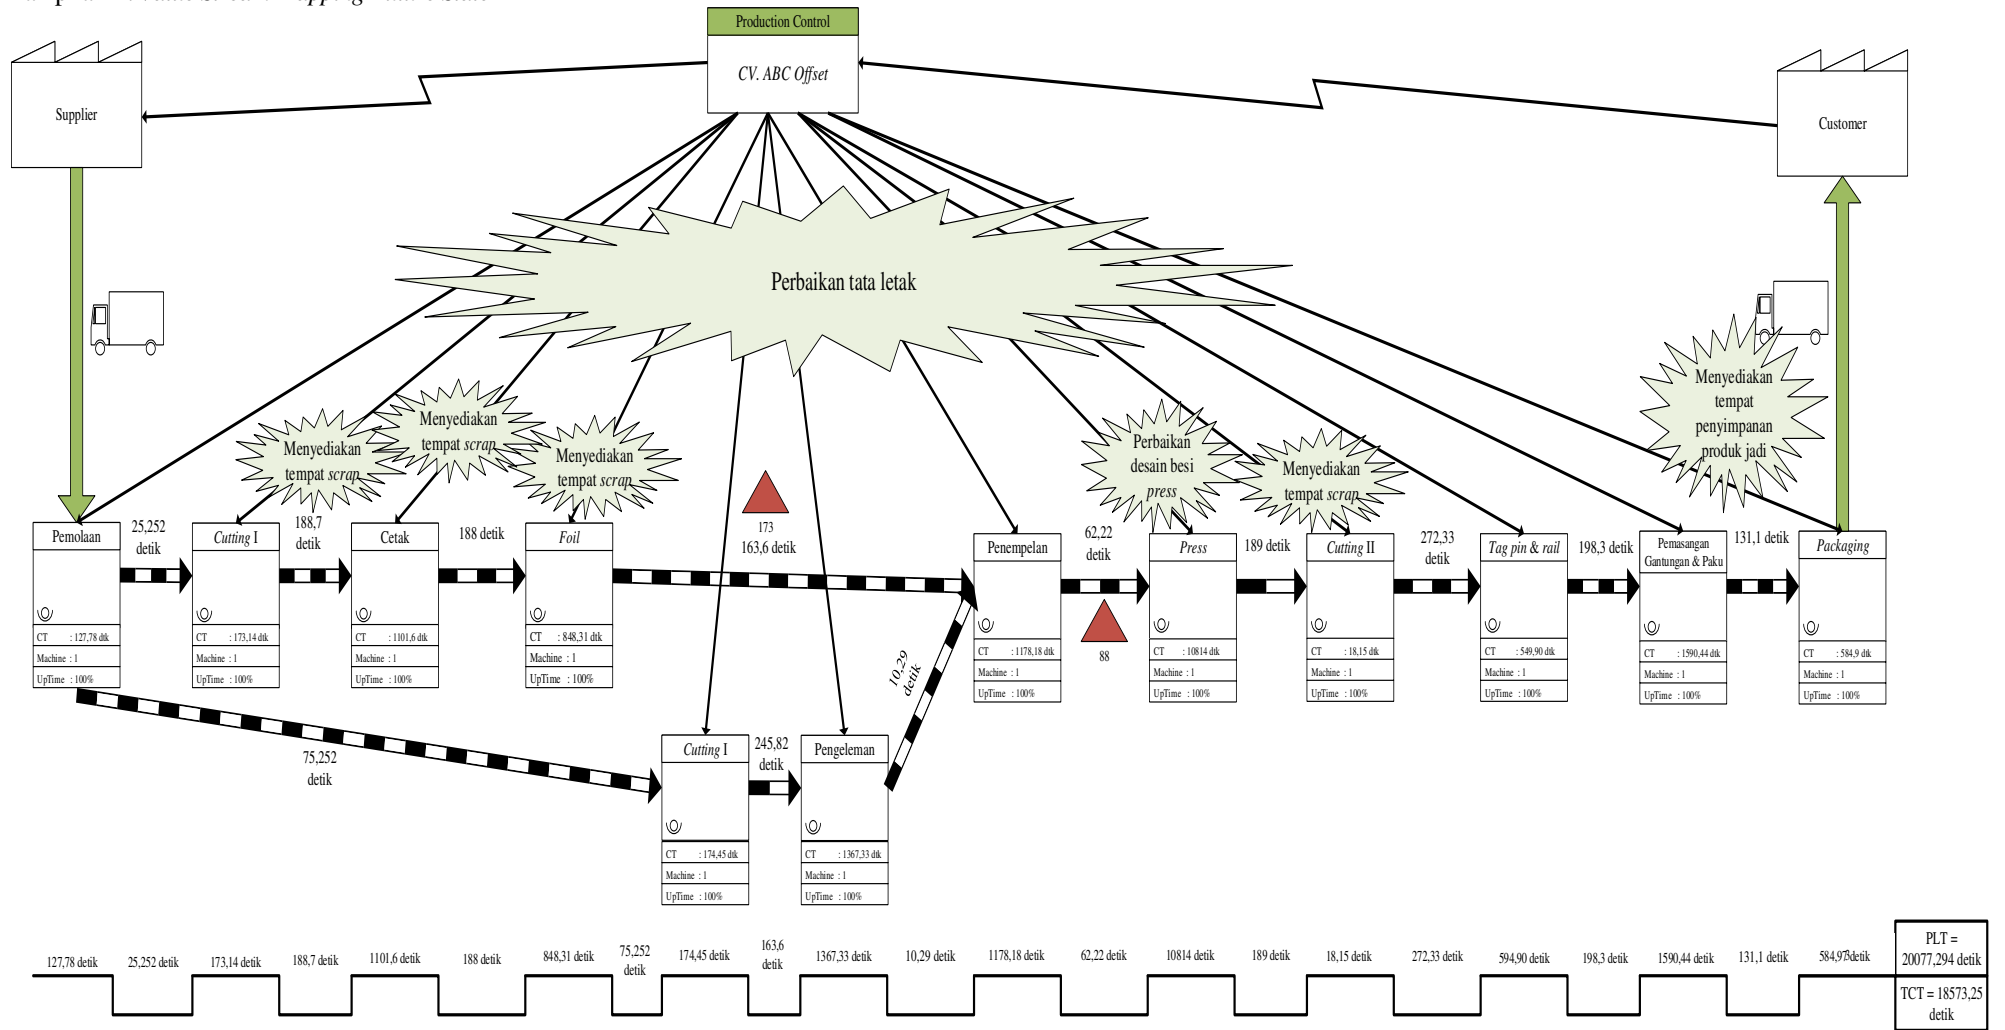 Value Stream Mapping Future State
Production Control
CV. ABC Offset
Supplier
Customer
Perbaikan tata letak
Menyediakan
tempat scrap
Menyediakan
tempat scrap
Menyediakan
tempat scrap
Perbaikan
desain besi
press
Menyediakan
tempat scrap
Menyediakan
tempat
penyimpanan
produk jadi
Pemolaan
CT : 127,78 dtk
Machine : 1
UpTime : 100%
25,252
detik
Cutting I
CT : 173,14 dtk
Machine : 1
UpTime : 100%
188,7
detik
Cetak
CT : 1101,6 dtk
Machine : 1
UpTime : 100%
188 detik
Foil
CT : 848,31 dtk
Machine : 1
UpTime : 100%
173
163,6 detik
Penempelan
CT : 1178,18 dtk
Machine : 1
UpTime : 100%
62,22
detik
88
Press
CT : 10814 dtk
Machine : 1
UpTime : 100%
189 detik
Cutting II
CT : 18,15 dtk
Machine : 1
UpTime : 100%
272,33
detik
Tag pin & rail
CT : 549,90 dtk
Machine : 1
UpTime : 100%
198,3 detik
Pemasangan
Gantungan & Paku
CT : 1590,44 dtk
Machine : 1
UpTime : 100%
131,1 detik
Packaging
CT : 584,9 dtk
Machine : 1
UpTime : 100%
75,252
detik
Cutting I
CT : 174,45 dtk
Machine : 1
UpTime : 100%
245,82
detik
Pengeleman
CT : 1367,33 dtk
Machine : 1
UpTime : 100%
10,29
detik
127,78 detik
25,252 detik
173,14 detik
188,7 detik
1101,6 detik
188 detik
848,31 detik
75,252
detik
174,45 detik
163,6
detik
1367,33 detik
10,29 detik
1178,18 detik
62,22 detik
10814 detik
189 detik
18,15 detik
272,33 detik
594,90 detik
198,3 detik
1590,44 detik
131,1 detik
detik
PLT =
20077,294 detik
TCT = 18573,25
detik